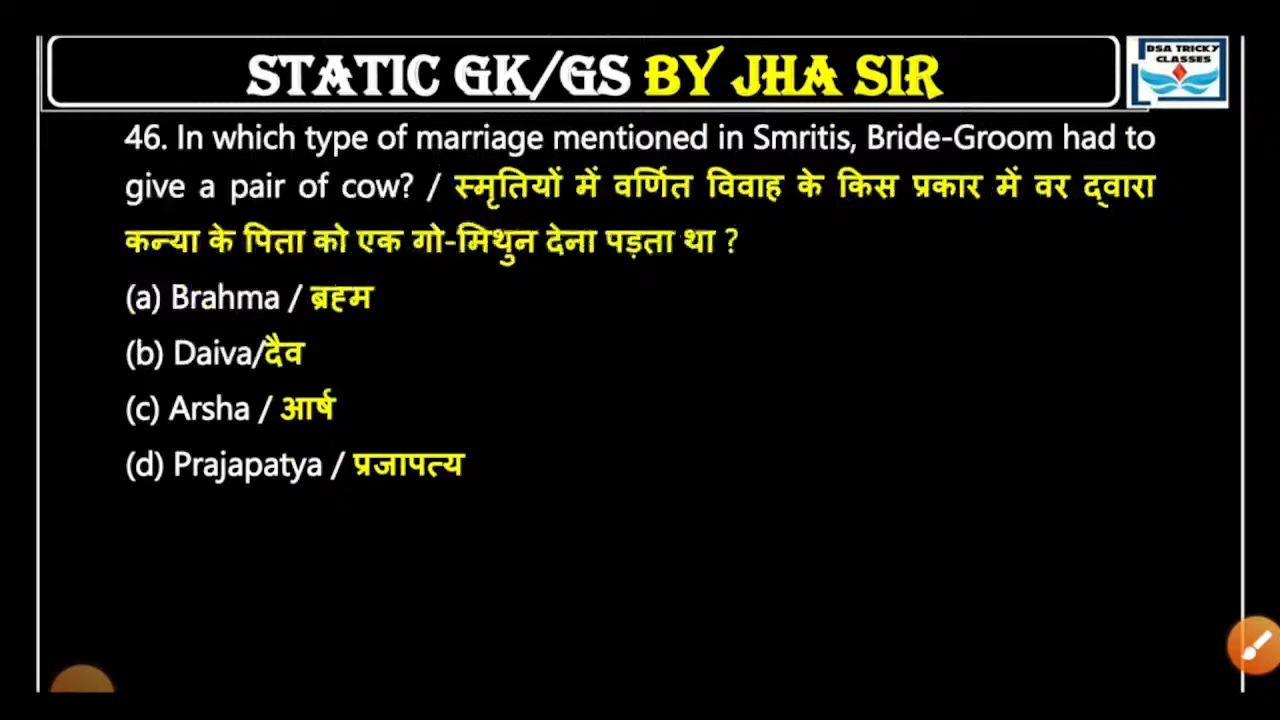 STATIC GK/GS BY JHA SIR
BSA TRICKY
CLASSES
46. In which type of marriage mentioned in Smritis, Bride-Groom had to
give a pair of cow? / स्मृतियों में वर्णित विवाह के किस प्रकार में वर द्वारा
कन्या के पिता को एक गो-मिथुन देना पड़ता था ?
(a) Brahma / ब्रह्म
(b) Daiva/दैव
(c) Arsha / आर्ष
(d) Prajapatya / प्रजापत्य